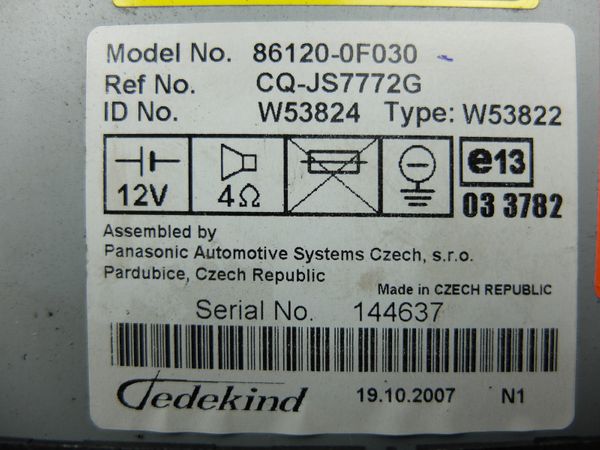 Model No. 86120-0F030
Ref No. CQ-JS7772G
ID No. W53824 Type: W53822
12V 4Ω e13
03 3782
Assembled by
Panasonic Automotive Systems Czech, s.r.o.
Pardubice, Czech Republic
Made in CZECH REPUBLIC
Serial No. 144637
Tedekind 19.10.2007 N1